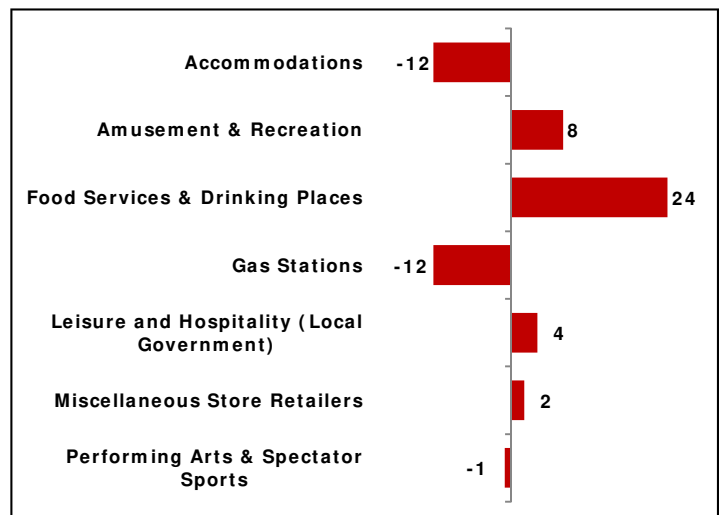 Accommodations -12
Amusement & Recreation 8
Food Services & Drinking Places 24
Gas Stations -12
Leisure and Hospitality (Local
Government) 4
Miscellaneous Store Retailers 2
Performing Arts & Spectator
Sports -1